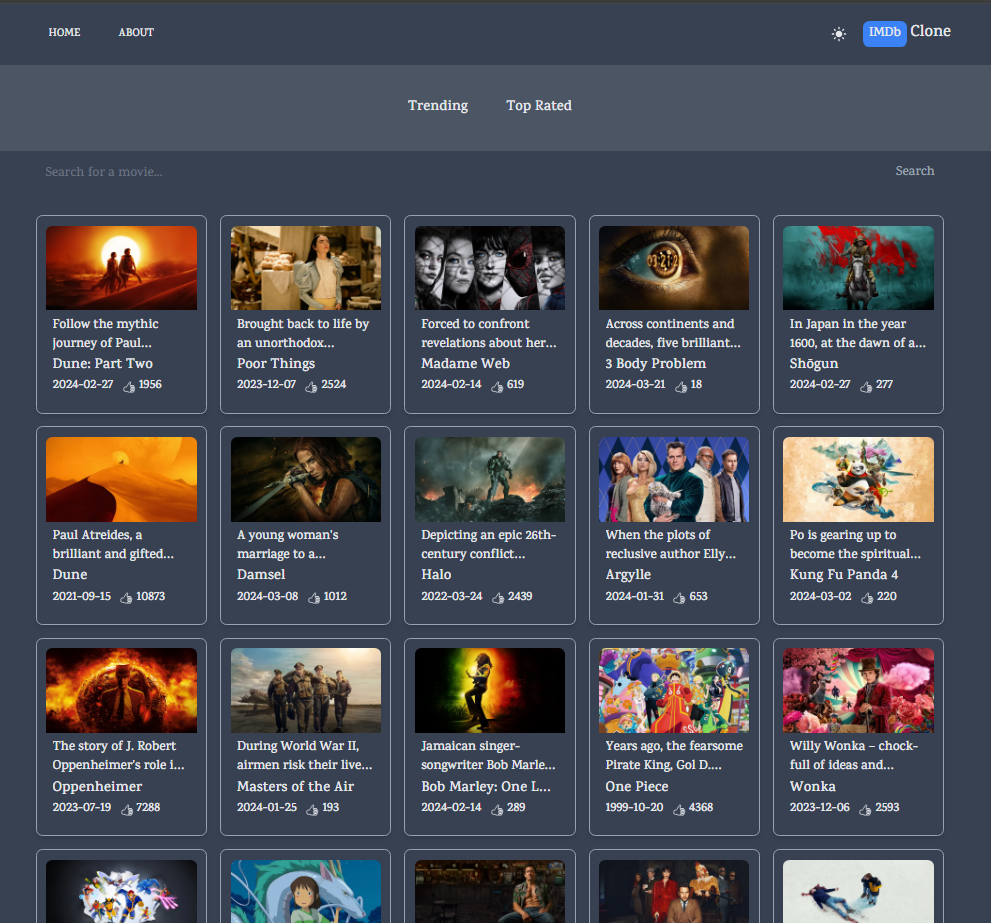 HOME ABOUT IMDb Clone
Trending Top Rated
Search for a movie... Search
03:21:2
Follow the mythic
journey of Paul...
Dune: Part Two
2024-02-27 1956
Brought back to life by
an unorthodox...
Poor Things
2023-12-07 2524
Forced to confront
revelations about her...
Madame Web
2024-02-14 619
Across continents and
decades, five brilliant...
3 Body Problem
2024-03-21 18
In Japan in the year
1600, at the dawn of a...
Shōgun
2024-02-27 277
Paul Atreides, a
brilliant and gifted...
Dune
2021-09-15 10873
A young woman's
marriage to a...
Damsel
2024-03-08 1012
Depicting an epic 26th-
century conflict...
Halo
2022-03-24 2439
When the plots of
reclusive author Elly...
Argylle
2024-01-31 653
Po is gearing up to
become the spiritual...
Kung Fu Panda 4
2024-03-02 220
The story of J. Robert
Oppenheimer's role i...
Oppenheimer
2023-07-19 7288
During World War II,
airmen risk their live...
Masters of the Air
2024-01-25 193
Jamaican singer-
songwriter Bob Marle...
Bob Marley: One L...
2024-02-14 289
Years ago, the fearsome
Pirate King, Gol D....
One Piece
1999-10-20 4368
Willy Wonka – chock-
full of ideas and...
Wonka
2023-12-06 2593